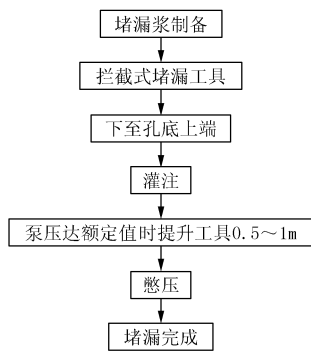 堵漏浆制备
拦截式堵漏工具
下至孔底上端
灌注
泵压达额定值时提升工具0.5～1m
憋压
堵漏完成